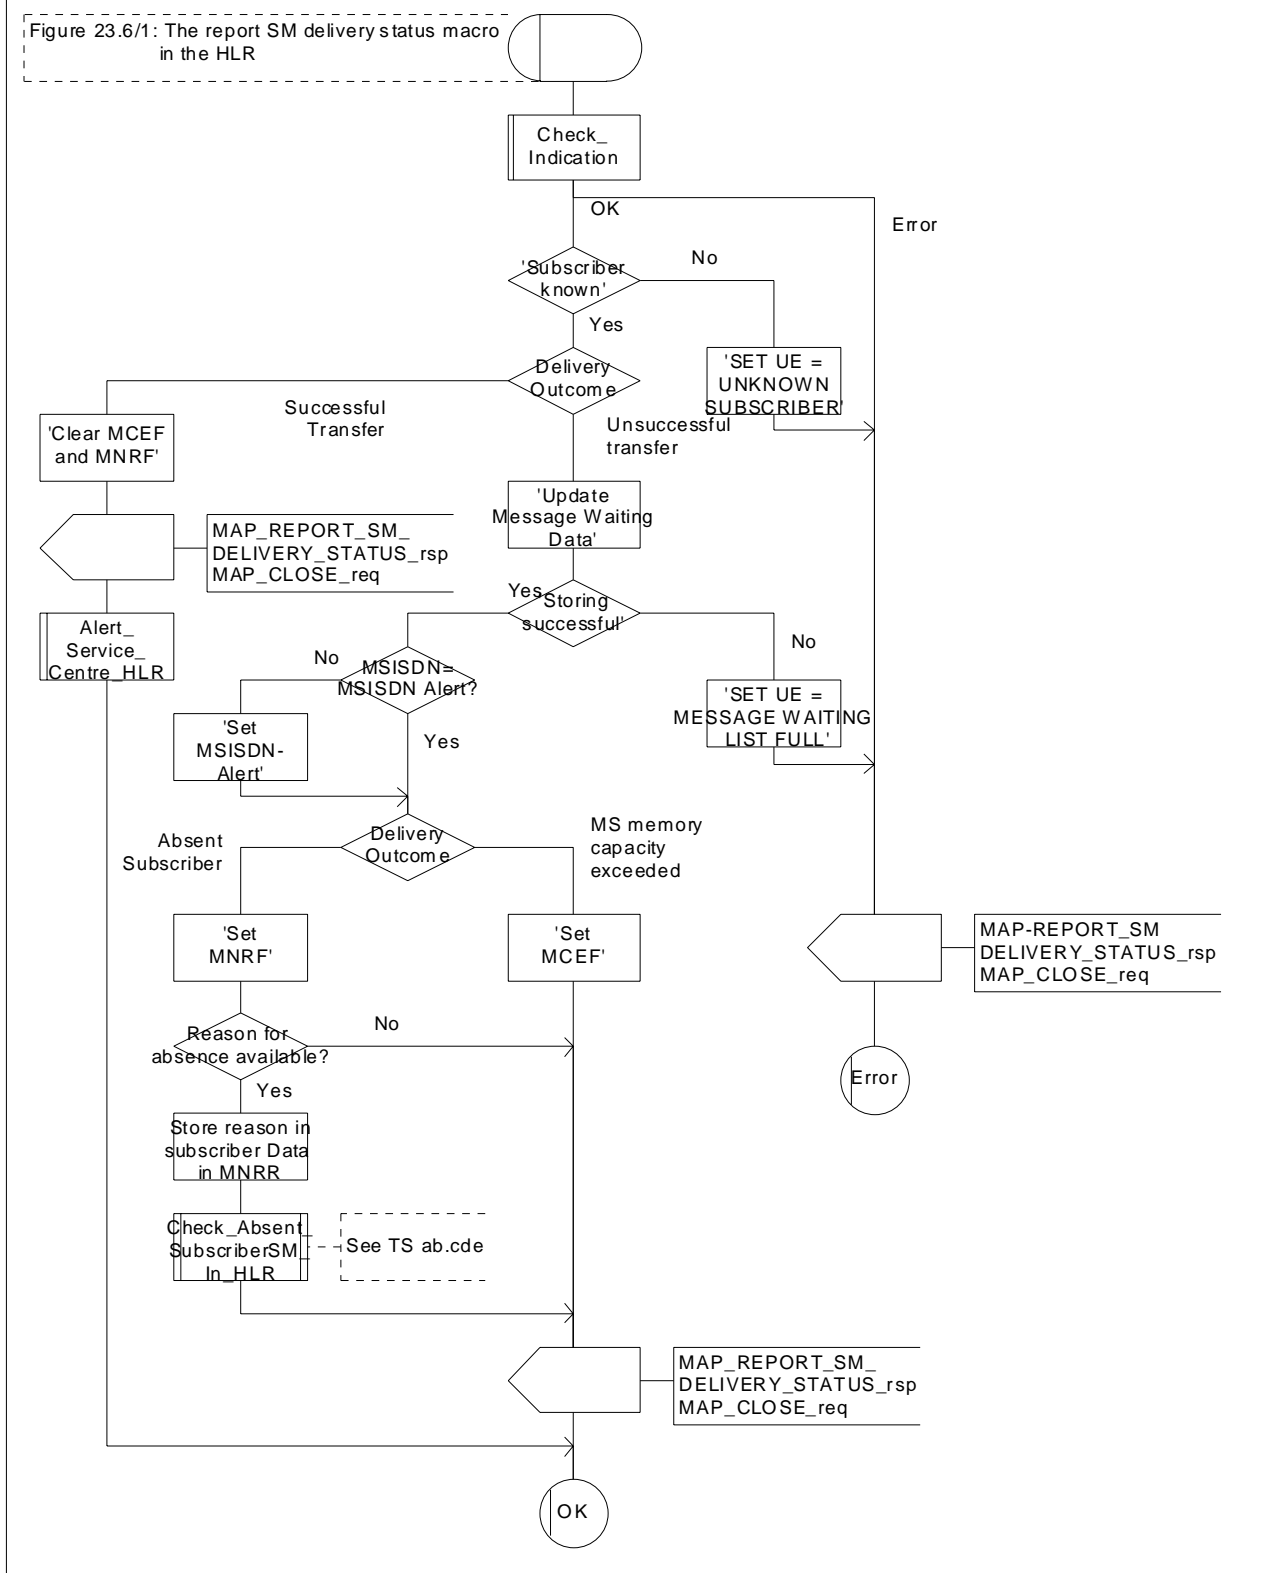 Figure 23.6/1: The report SM delivery status macro
in the HLR
Check_
Indication
OK
Error
'Subscriber
known'
No
Yes
Delivery
Outcome
'SET UE =
UNKNOWN
SUBSCRIBER'
Successful
Transfer
Unsuccessful
transfer
'Clear MCEF
and MNRF'
'Update
Message Waiting
Data'
MAP_REPORT_SM_
DELIVERY_STATUS_rsp
MAP_CLOSE_req
Yes
Storing
successful'
No
Alert_
Service_
Centre_HLR
No
MSISDN=
MSISDN Alert?
'SET UE =
MESSAGE WAITING
LIST FULL'
'Set
MSISDN-
Alert'
Yes
Absent
Subscriber
Delivery
Outcome
MS memory
capacity
exceeded
'Set
MNRF'
'Set
MCEF'
MAP-REPORT_SM
DELIVERY_STATUS_rsp
MAP_CLOSE_req
Reason for
absence available?
No
Error
Yes
Store reason in
subscriber Data
in MNRR
Check_Absent_
SubscriberSM_
In_HLR
See TS ab.cde
MAP_REPORT_SM_
DELIVERY_STATUS_rsp
MAP_CLOSE_req
OK